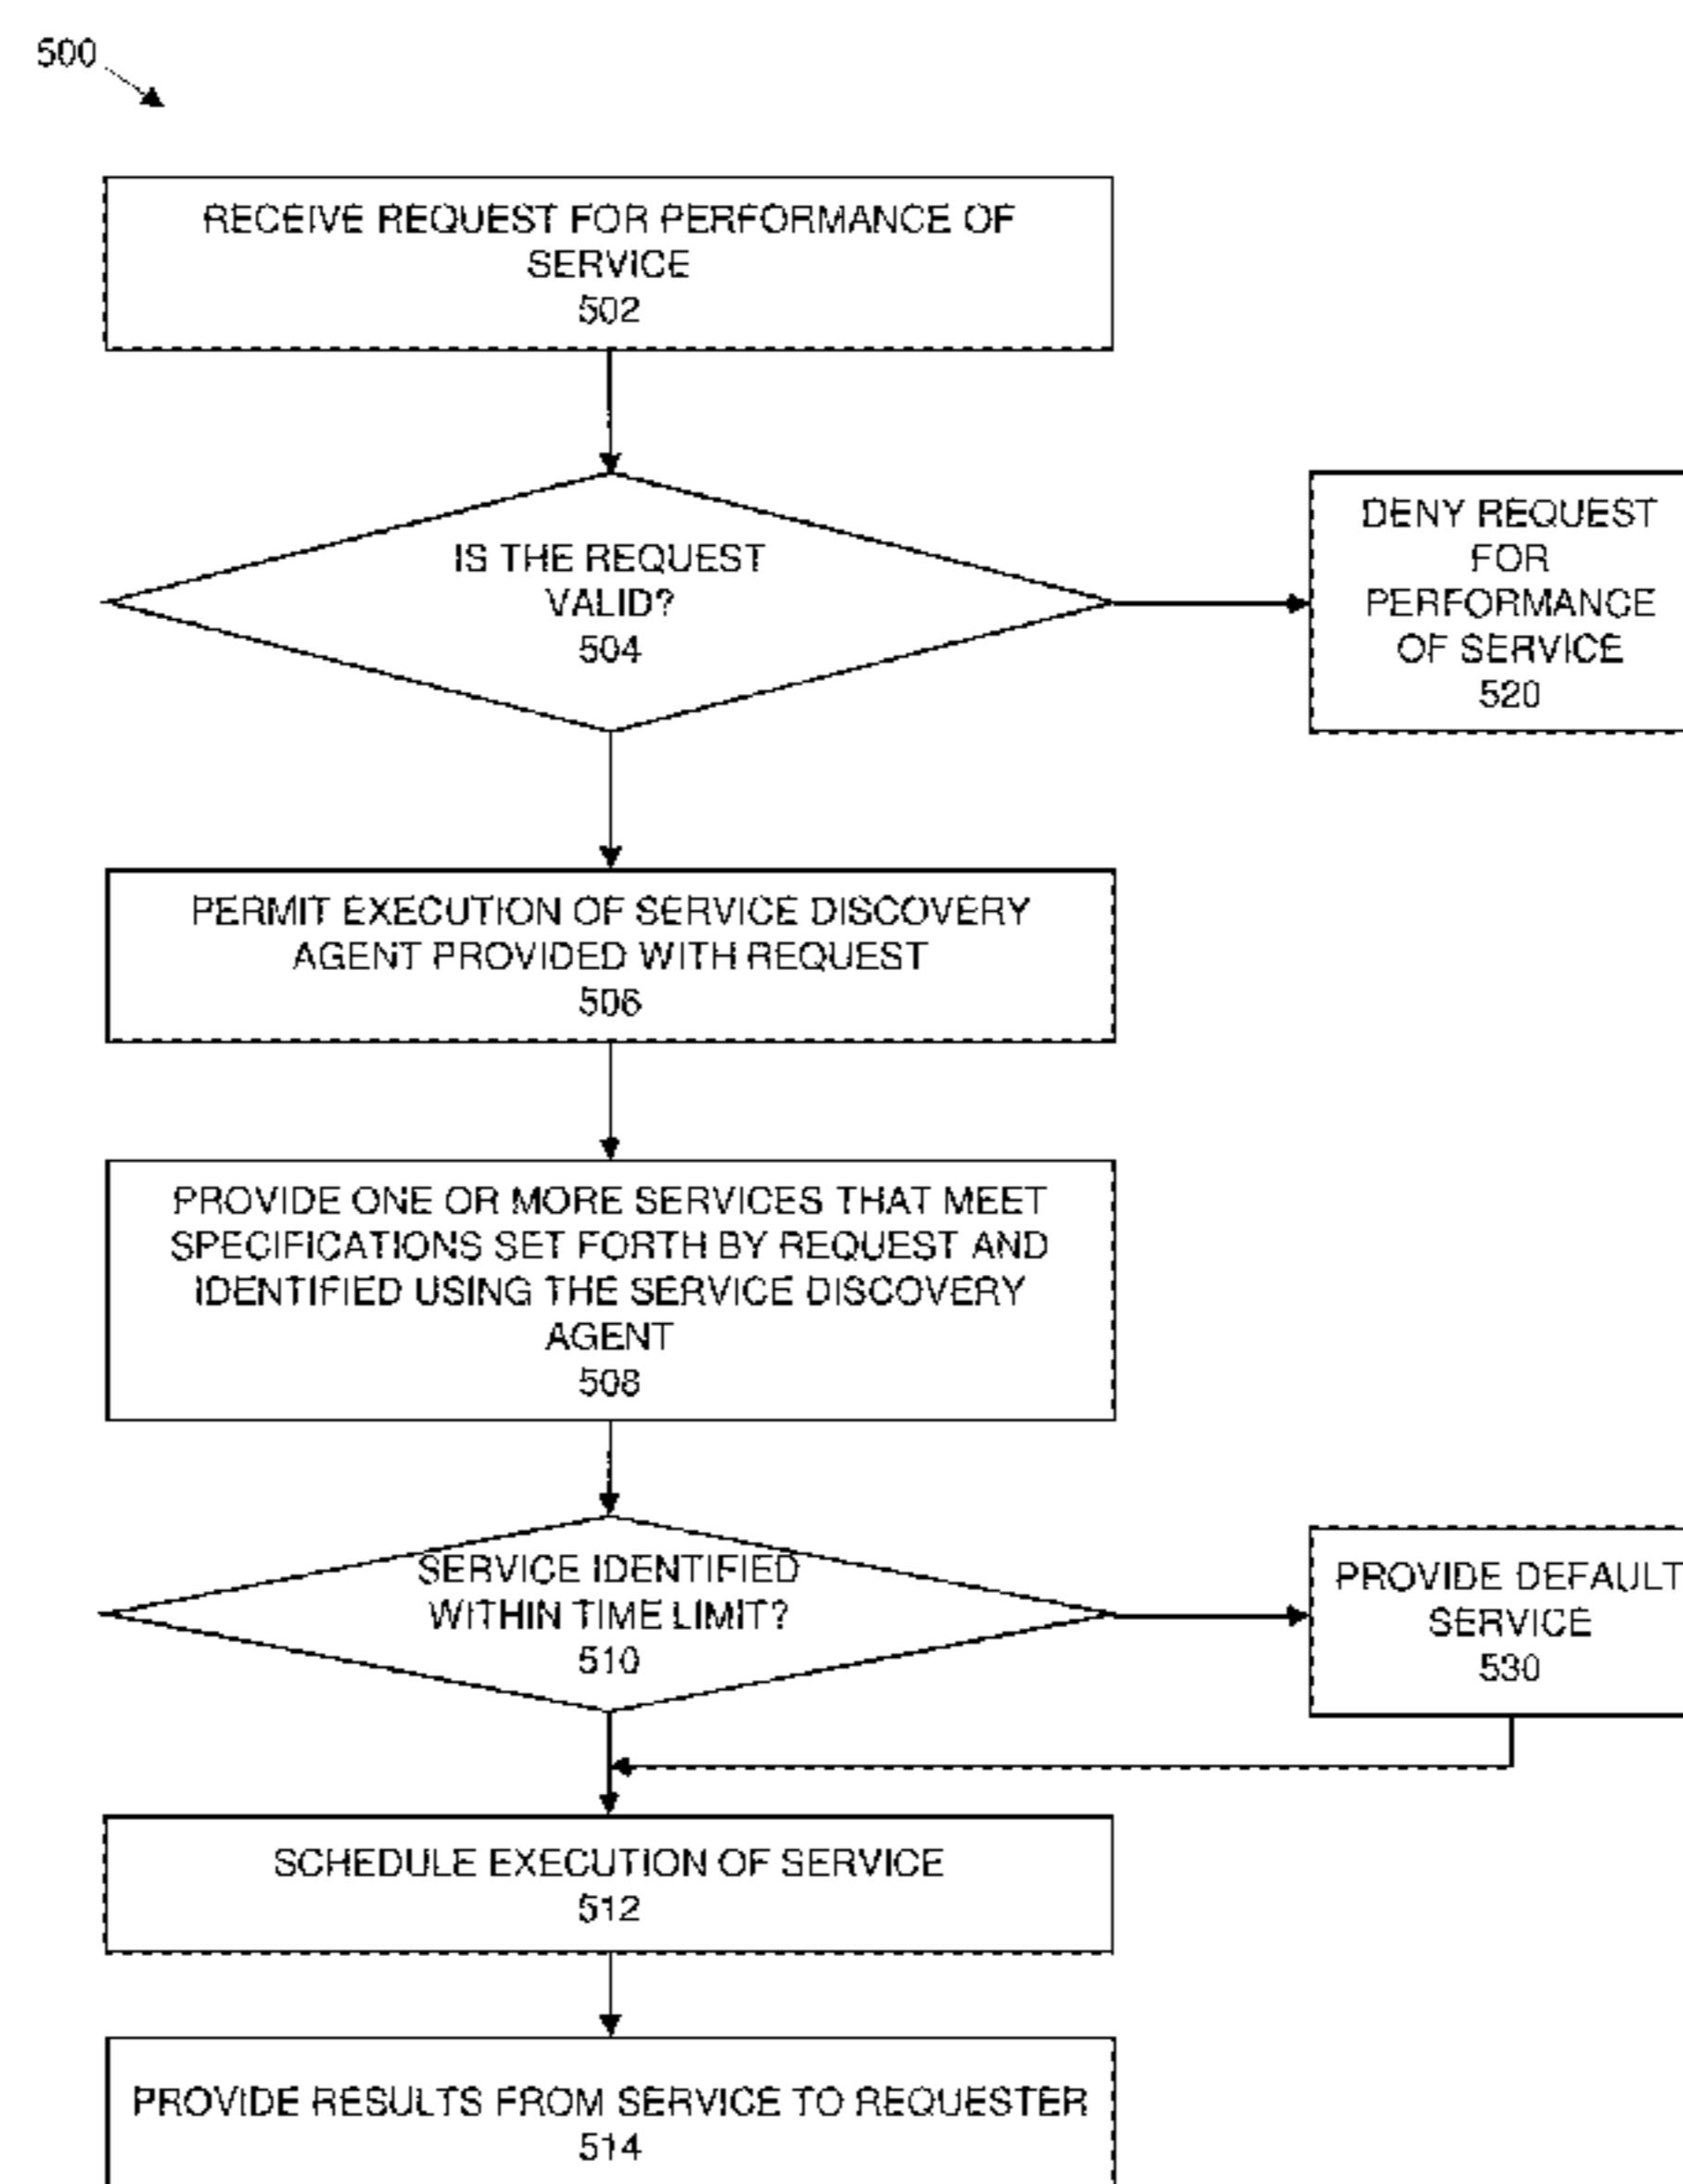 500
RECEIVE REQUEST FOR PERFORMANCE OF
SERVICE
502
IS THE REQUEST
VALID?
504
DENY REQUEST
FOR
PERFORMANCE
OF SERVICE
520
PERMIT EXECUTION OF SERVICE DISCOVERY
AGENT PROVIDED WITH REQUEST
506
PROVIDE ONE OR MORE SERVICES THAT MEET
SPECIFICATIONS SET FORTH BY REQUEST AND
IDENTIFIED USING THE SERVICE DISCOVERY
AGENT
508
SERVICE IDENTIFIED
WITHIN TIME LIMIT?
510
PROVIDE DEFAULT
SERVICE
530
SCHEDULE EXECUTION OF SERVICE
512
PROVIDE RESULTS FROM SERVICE TO REQUESTER
514